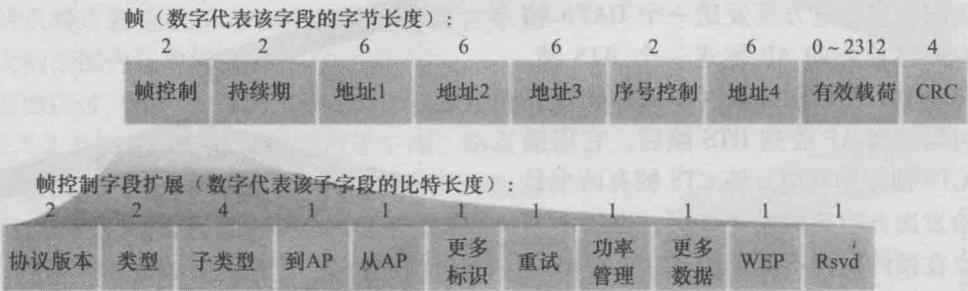 帧（数字代表该字段的字节长度）：
2 2 6 6 6 2 6 0~2312 4
帧控制 持续期 地址1 地址2 地址3 序号控制 地址4 有效载荷 CRC
帧控制字段扩展（数字代表该子字段的比特长度）：
2 2 4 1 1 1 1 1 1 1 1
协议版本 类型 子类型 到AP 从AP 更多标识 重试 功率管理 更多数据 WEP Rsvd